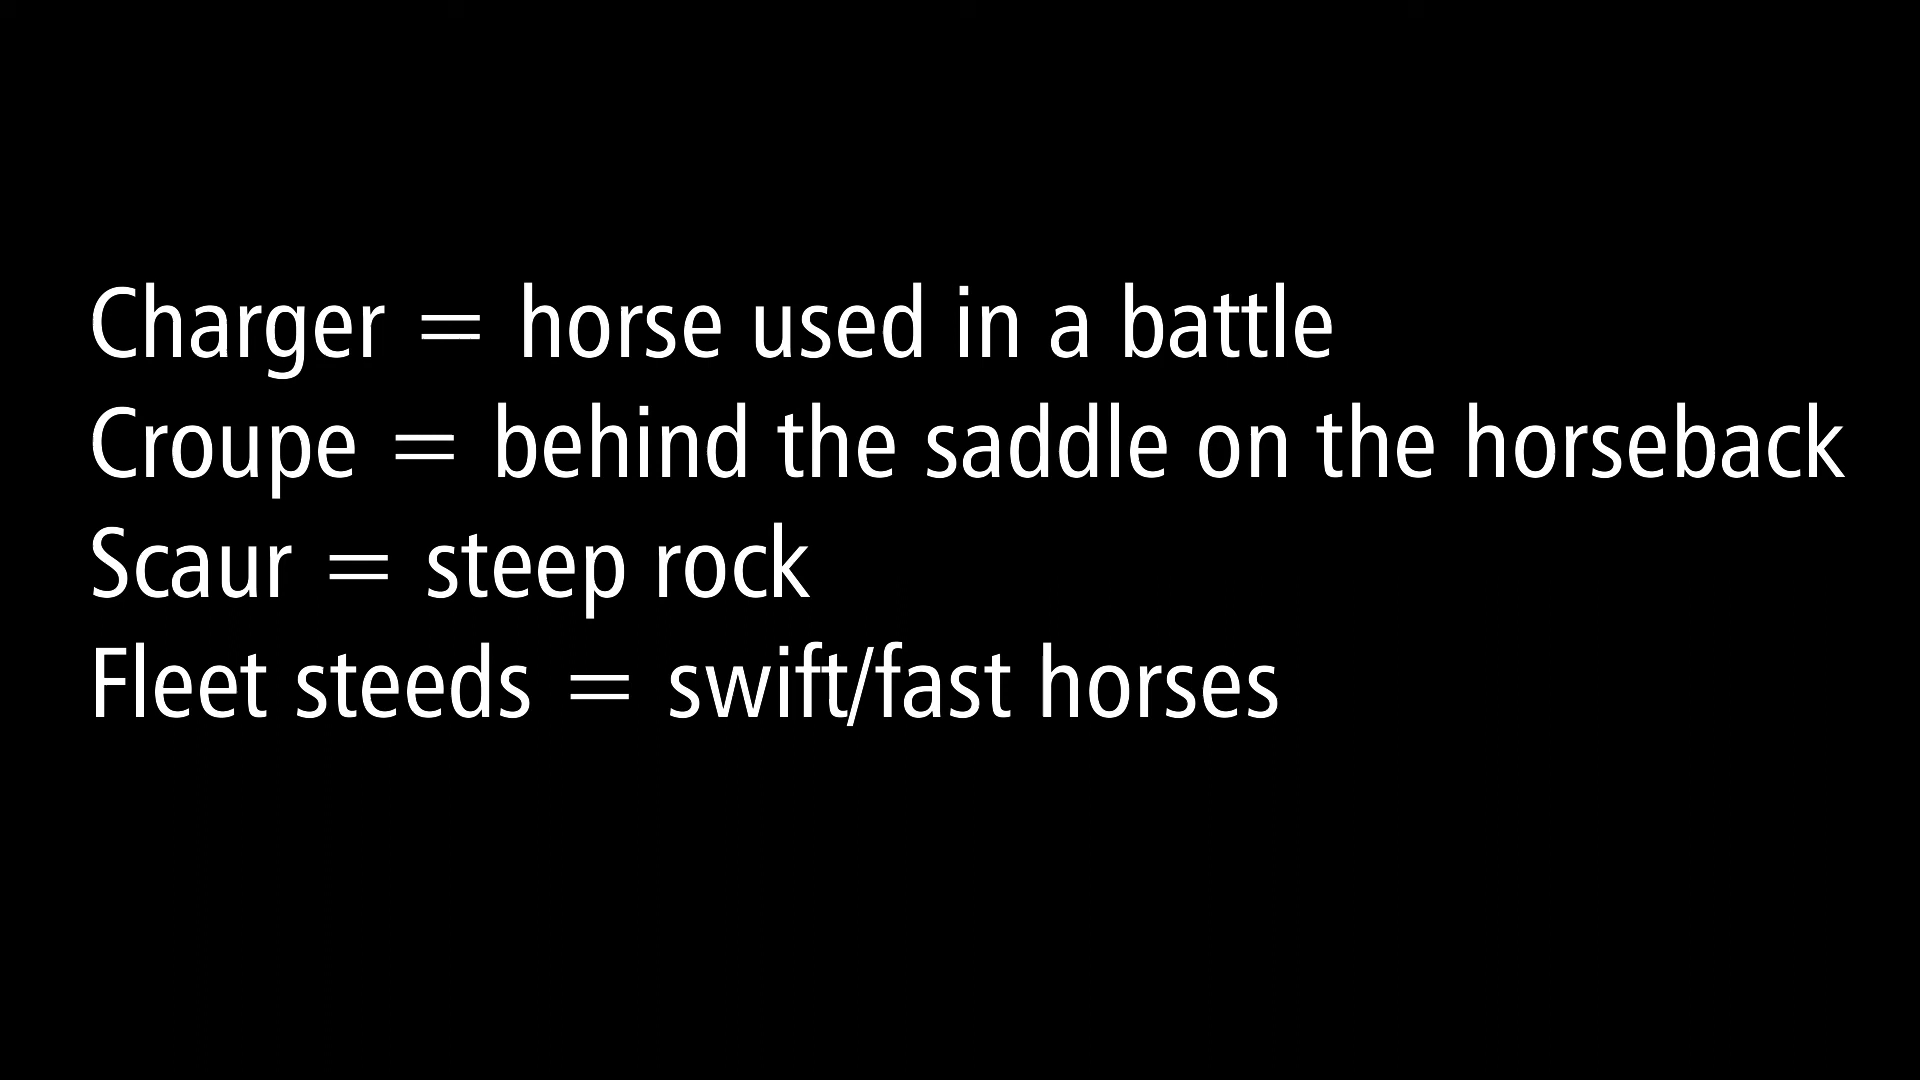 Charger = horse used in a battle
Croupe = behind the saddle on the horseback
Scaur = steep rock
Fleet steeds = swift/fast horses